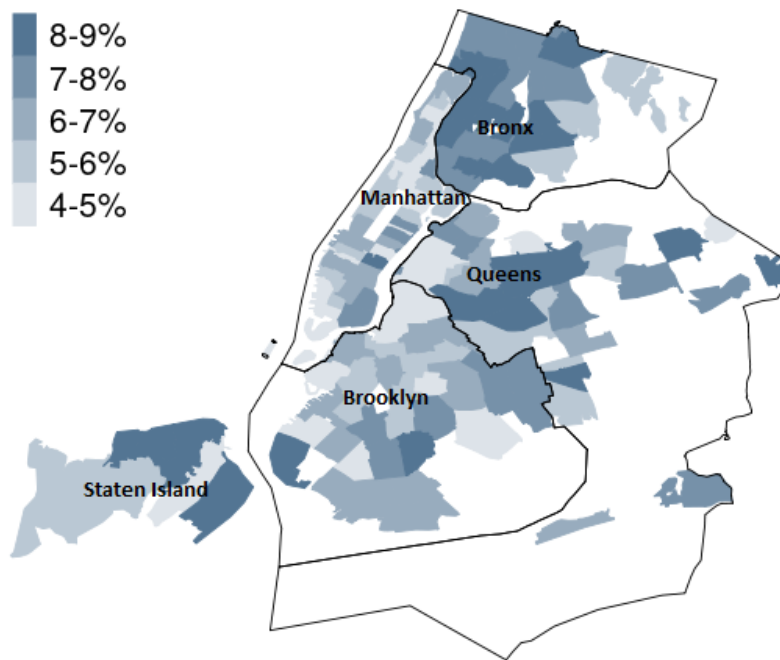 8-9%
7-8%
6-7%
5-6%
4-5%
Bronx
Manhattan
Queens
Brooklyn
Staten Island